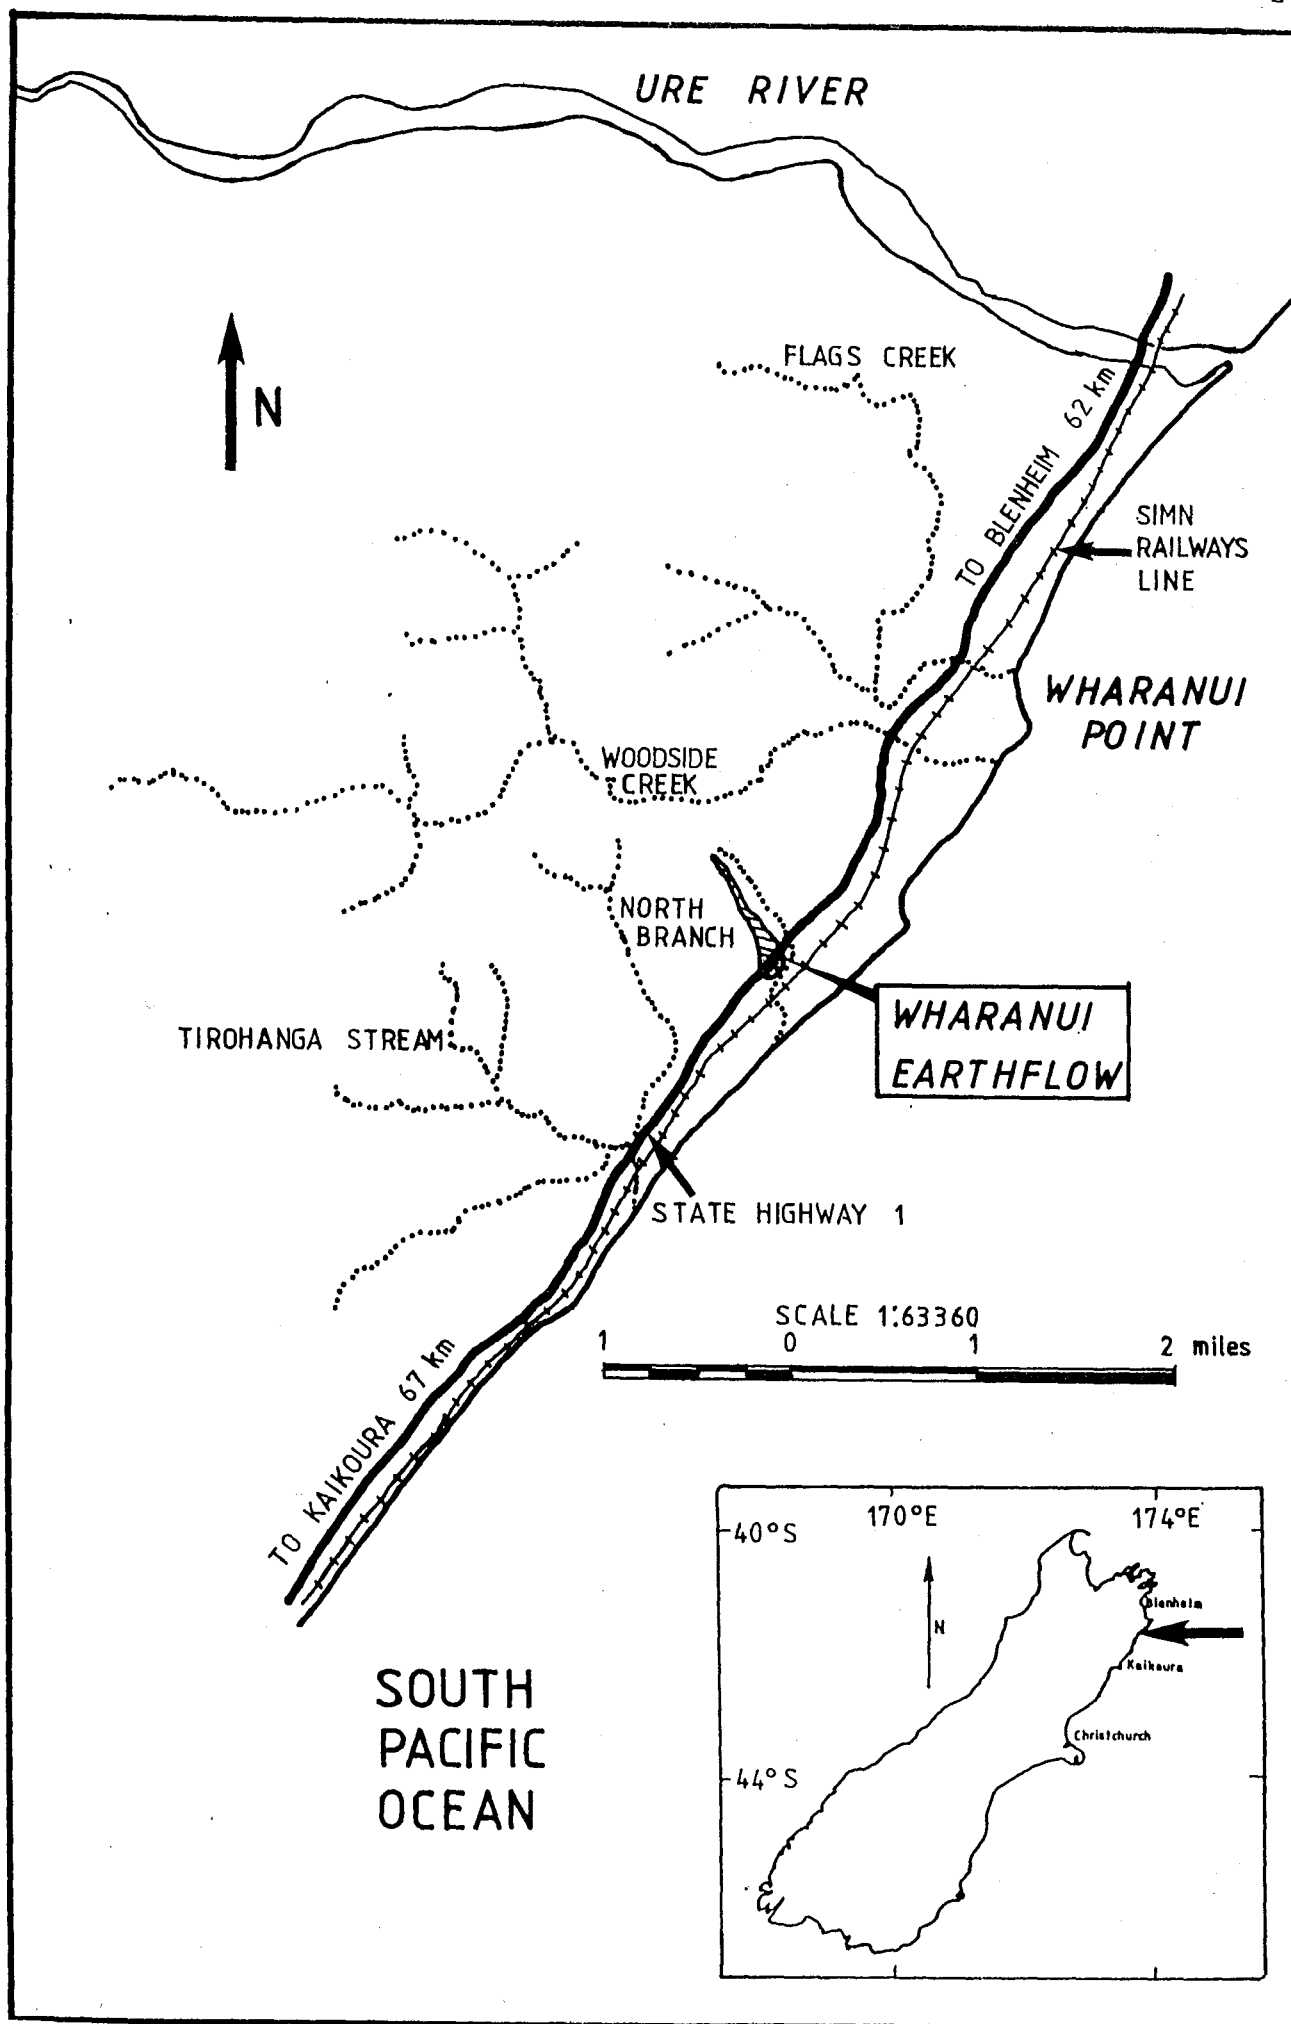 URE RIVER
FLAGS CREEK
N
TO BLENHEIM 62 km
SIMN
RAILWAYS
LINE
WHARANUI
POINT
WOODSIDE
CREEK
NORTH
BRANCH
WHARANUI
EARTHFLOW
TIROHANGA STREAM
STATE HIGHWAY 1
SCALE 1:63360
1 0 1 2 miles
TO KAIKOURA 67 km
170°E 174°E
40°S
N
Blenheim
Kaikoura
Christchurch
44°S
SOUTH
PACIFIC
OCEAN